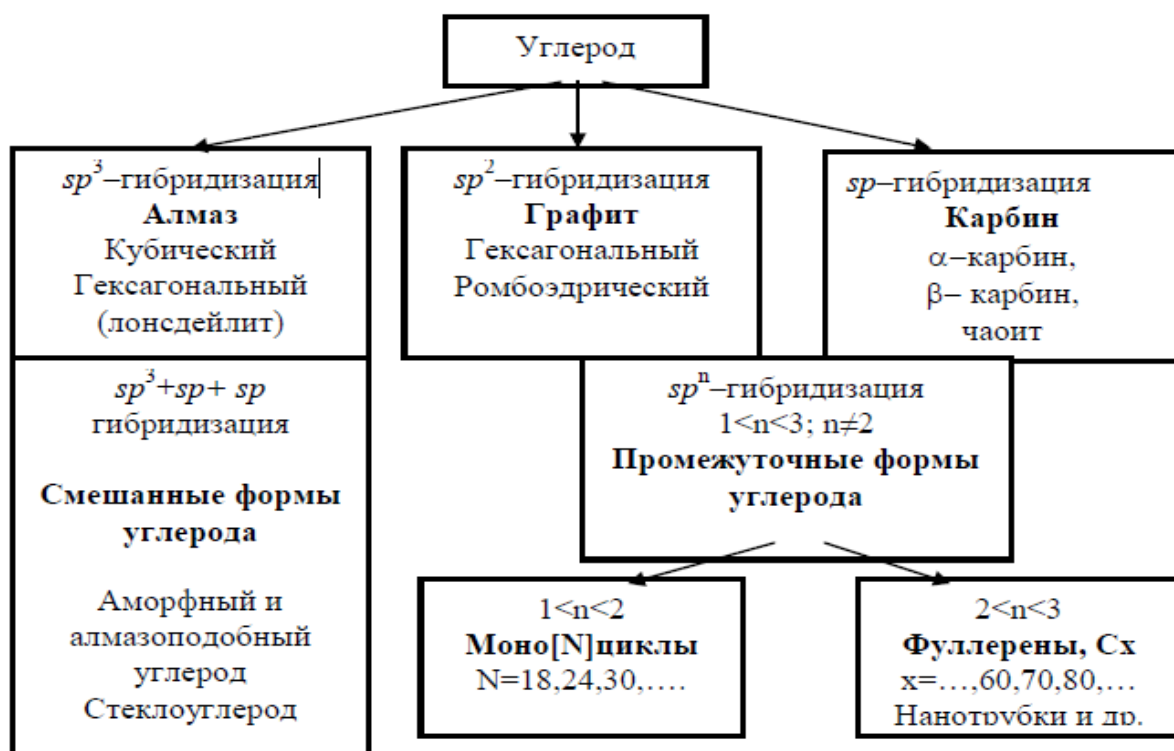 Углерод
sp³–гибридизация
Алмаз
Кубический
Гексагональный
(лонсдейлит)
sp²–гибридизация
Графит
Гексагональный
Ромбоэдрический
sp–гибридизация
Карбин
α–карбин,
β– карбин,
чаоит
sp³+sp+ sp
гибридизация
Смешанные формы
углерода
Аморфный и
алмазоподобный
углерод
Стеклоуглерод
spⁿ–гибридизация
1<n<3; n≠2
Промежуточные формы
углерода
1<n<2
Моно[N]циклы
N=18,24,30,....
2<n<3
Фуллерены, Сх
х=...,60,70,80,...
Нанотрубки и др.